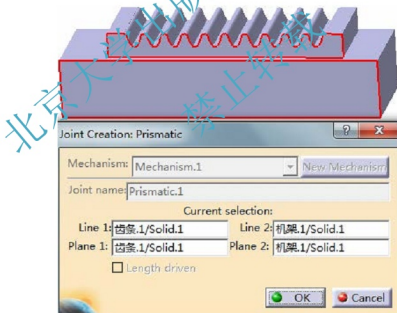 北京大学出版
禁止转载
Joint Creation: Prismatic
Mechanism: Mechanism.1 New Mechanism
Joint name: Prismatic.1
Current selection:
Line 1: 齿条.1/Solid.1 Line 2: 机架.1/Solid.1
Plane 1: 齿条.1/Solid.1 Plane 2: 机架.1/Solid.1
Length driven
OK Cancel